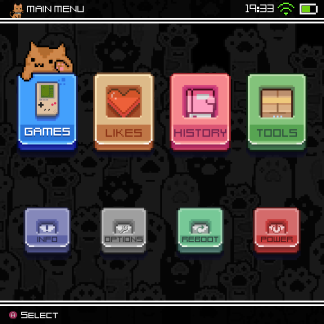 MAIN MENU 19:33
GAMES LIKES HISTORY TOOLS
INFO OPTIONS REBOOT POWER
SELECT